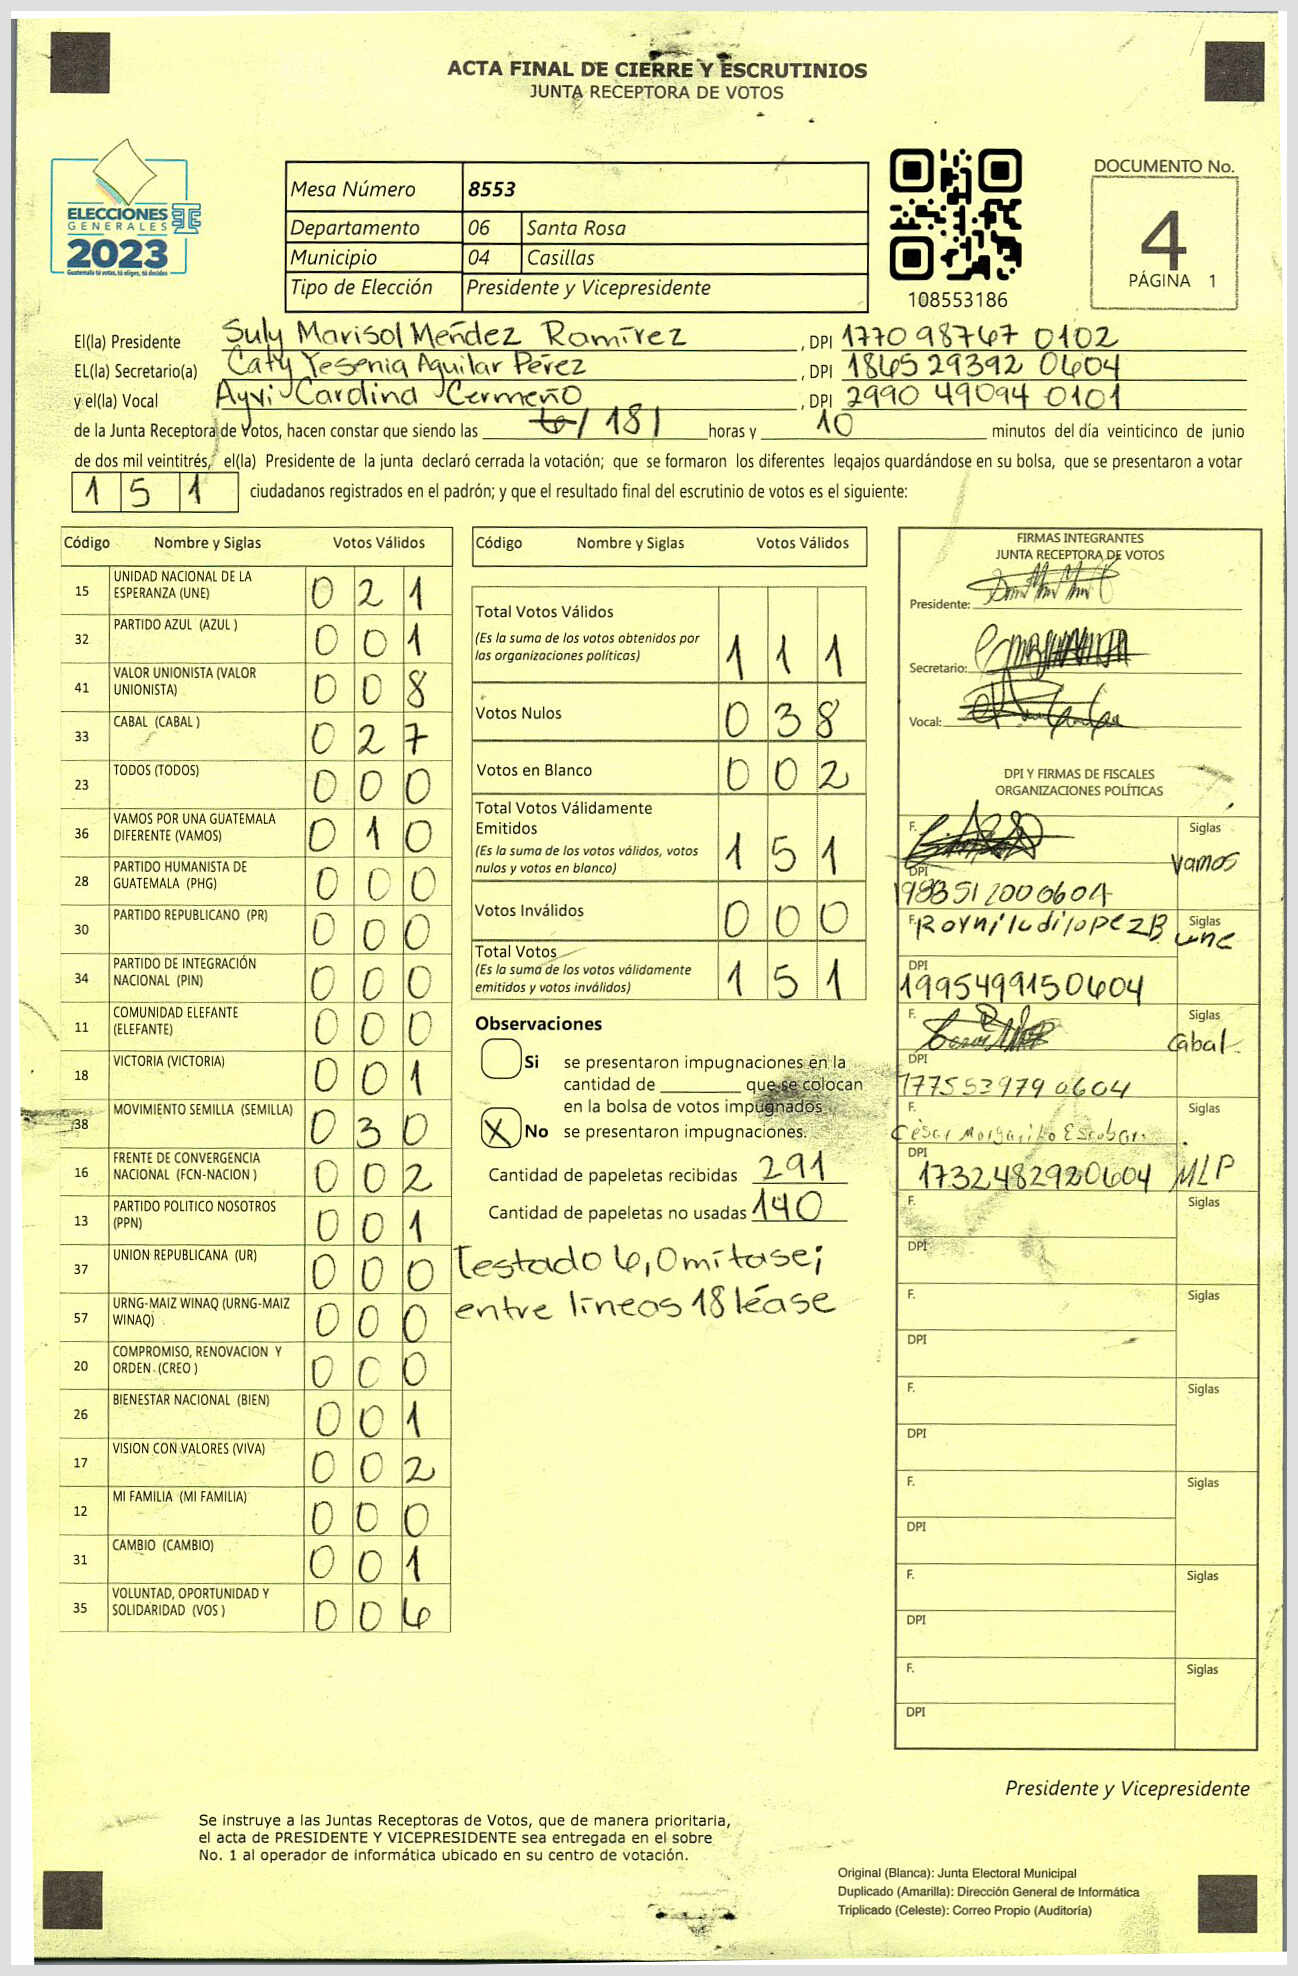 ACTA FINAL DE CIERRE Y ESCRUTINIOS
JUNTA RECEPTORA DE VOTOS
ELECCIONES
GENERALES
2023
Guatemala tú votas, tú eliges, tú decides
Mesa Número 8553
Departamento 06 Santa Rosa
Municipio 04 Casillas
Tipo de Elección Presidente y Vicepresidente
108553186
DOCUMENTO No.
4
PÁGINA 1
El(la) Presidente Suly Marisol Meńdez Ramírez , DPI 1770 98767 0102
EL(la) Secretario(a) Caty Yesenia Aguilar Pérez , DPI 1865 29392 0604
y el(la) Vocal Ayvi Carolina Cermeño , DPI 2990 49094 0101
de la Junta Receptora de Votos, hacen constar que siendo las 6/ 18/ horas y 10 minutos del día veinticinco de junio
de dos mil veintitrés, el(la) Presidente de la junta declaró cerrada la votación; que se formaron los diferentes legajos guardándose en su bolsa, que se presentaron a votar
1 5 1 ciudadanos registrados en el padrón; y que el resultado final del escrutinio de votos es el siguiente:
Código Nombre y Siglas Votos Válidos
15 UNIDAD NACIONAL DE LA ESPERANZA (UNE) 0 2 1
32 PARTIDO AZUL (AZUL ) 0 0 1
41 VALOR UNIONISTA (VALOR UNIONISTA) 0 0 8
33 CABAL (CABAL ) 0 2 7
23 TODOS (TODOS) 0 0 0
36 VAMOS POR UNA GUATEMALA DIFERENTE (VAMOS) 0 1 0
28 PARTIDO HUMANISTA DE GUATEMALA (PHG) 0 0 0
30 PARTIDO REPUBLICANO (PR) 0 0 0
34 PARTIDO DE INTEGRACIÓN NACIONAL (PIN) 0 0 0
11 COMUNIDAD ELEFANTE (ELEFANTE) 0 0 0
18 VICTORIA (VICTORIA) 0 0 1
38 MOVIMIENTO SEMILLA (SEMILLA) 0 3 0
16 FRENTE DE CONVERGENCIA NACIONAL (FCN-NACION ) 0 0 2
13 PARTIDO POLITICO NOSOTROS (PPN) 0 0 1
37 UNION REPUBLICANA (UR) 0 0 0
57 URNG-MAIZ WINAQ (URNG-MAIZ WINAQ) 0 0 0
20 COMPROMISO, RENOVACION Y ORDEN (CREO ) 0 0 0
26 BIENESTAR NACIONAL (BIEN) 0 0 1
17 VISION CON VALORES (VIVA) 0 0 2
12 MI FAMILIA (MI FAMILIA) 0 0 0
31 CAMBIO (CAMBIO) 0 0 1
35 VOLUNTAD, OPORTUNIDAD Y SOLIDARIDAD (VOS ) 0 0 6
Código Nombre y Siglas Votos Válidos
Total Votos Válidos
(Es la suma de los votos obtenidos por
las organizaciones políticas) 1 1 1
Votos Nulos 0 3 8
Votos en Blanco 0 0 2
Total Votos Válidamente
Emitidos
(Es la suma de los votos válidos, votos
nulos y votos en blanco) 1 5 1
Votos Inválidos 0 0 0
Total Votos
(Es la suma de los votos válidamente
emitidos y votos inválidos) 1 5 1
Observaciones
Si se presentaron impugnaciones en la
cantidad de ________ que se colocan
en la bolsa de votos impugnados
X No se presentaron impugnaciones.
Cantidad de papeletas recibidas 291
Cantidad de papeletas no usadas 140
Testado 6, Omítase;
entre líneas 18 léase
FIRMAS INTEGRANTES
JUNTA RECEPTORA DE VOTOS
Presidente:
Secretario:
Vocal:
DPI Y FIRMAS DE FISCALES
ORGANIZACIONES POLÍTICAS
F. Siglas
Vamos
DPI
1983512000604
F. Siglas
une
DPI
1995499150604
F. Siglas
Cabal
DPI
1775539790604
F. Siglas
César Morgarito Escobar
DPI
1732482920604 MLP
F. Siglas
DPI
F. Siglas
DPI
F. Siglas
DPI
F. Siglas
DPI
F. Siglas
DPI
F. Siglas
DPI
Presidente y Vicepresidente
Se instruye a las Juntas Receptoras de Votos, que de manera prioritaria,
el acta de PRESIDENTE Y VICEPRESIDENTE sea entregada en el sobre
No. 1 al operador de informática ubicado en su centro de votación.
Original (Blanca): Junta Electoral Municipal
Duplicado (Amarilla): Dirección General de Informática
Triplicado (Celeste): Correo Propio (Auditoría)